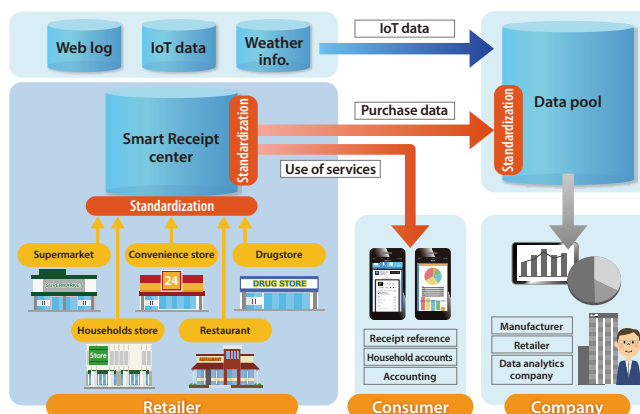 Web log
IoT data
Weather
info.
IoT data
Data pool
Standardization
Purchase data
Smart Receipt
center
Standardization
Use of services
Standardization
Supermarket
Convenience store
Drugstore
SUPERMARKET
24
DRUG STORE
Households store
Restaurant
Store
RESTAURANT
Receipt reference
Household accounts
Accounting
Manufacturer
Retailer
Data analytics
company
Retailer
Consumer
Company